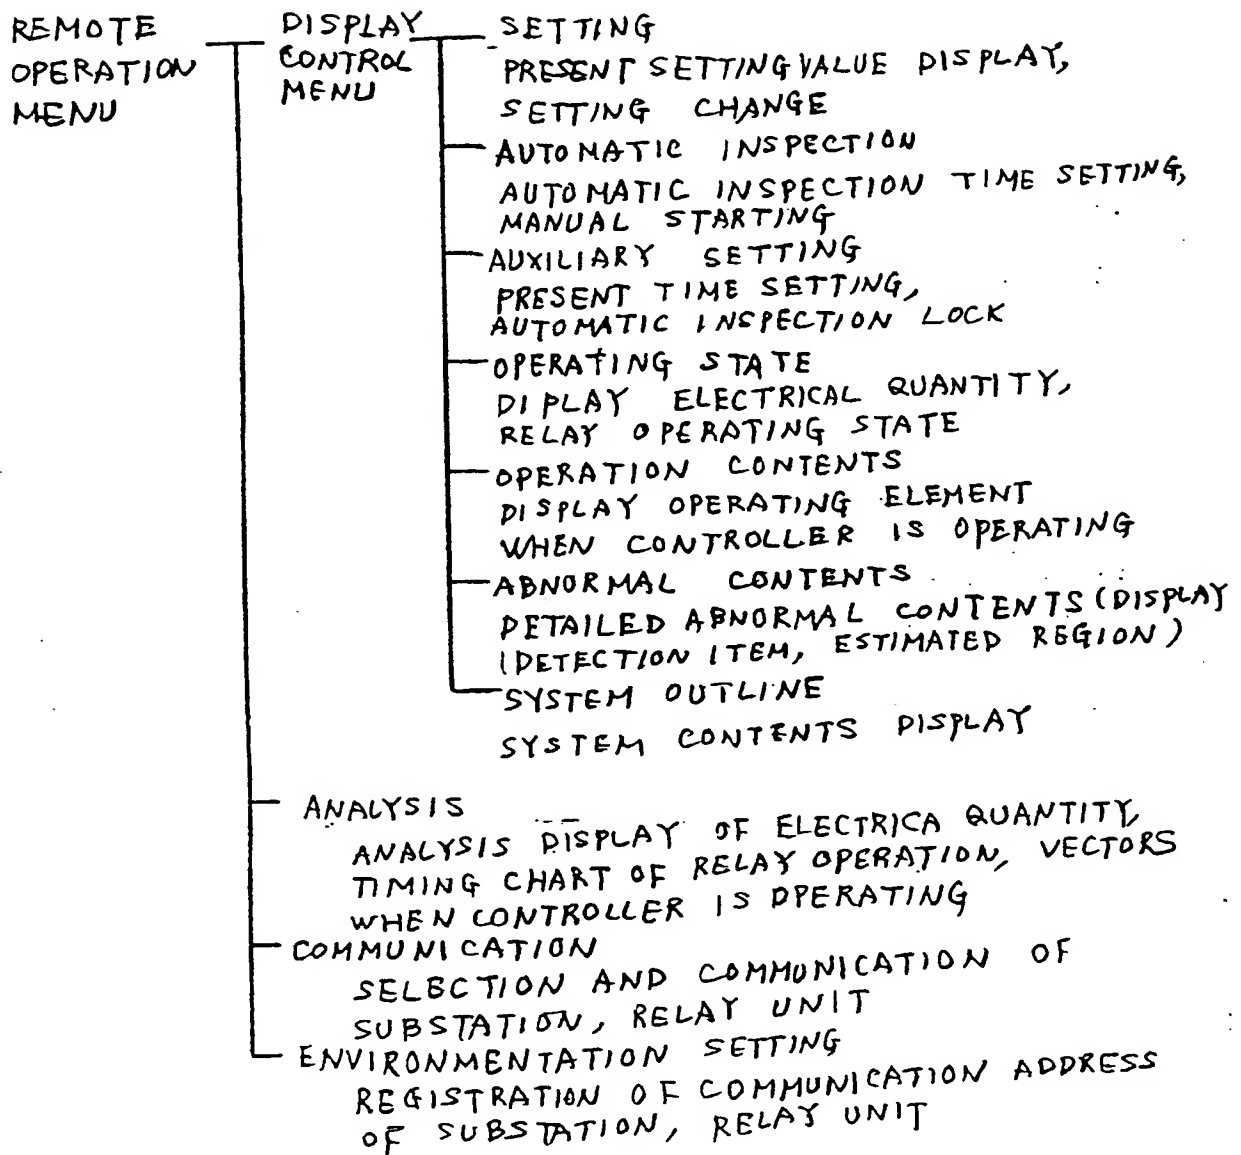 REMOTE
OPERATION
MENU
DISPLAY
CONTROL
MENU
SETTING
PRESENT SETTING VALUE DISPLAY,
SETTING CHANGE
AUTOMATIC INSPECTION
AUTOMATIC INSPECTION TIME SETTING,
MANUAL STARTING
AUXILIARY SETTING
PRESENT TIME SETTING,
AUTOMATIC INSPECTION LOCK
OPERATING STATE
DIPLAY ELECTRICAL QUANTITY,
RELAY OPERATING STATE
OPERATION CONTENTS
DISPLAY OPERATING ELEMENT
WHEN CONTROLLER IS OPERATING
ABNORMAL CONTENTS
DETAILED ABNORMAL CONTENTS (DISPLAY
(DETECTION ITEM, ESTIMATED REGION)
SYSTEM OUTLINE
SYSTEM CONTENTS DISPLAY
ANALYSIS
ANALYSIS DISPLAY OF ELECTRICA QUANTITY,
TIMING CHART OF RELAY OPERATION, VECTORS
WHEN CONTROLLER IS OPERATING
COMMUNICATION
SELECTION AND COMMUNICATION OF
SUBSTATION, RELAY UNIT
ENVIRONMENTATION SETTING
REGISTRATION OF COMMUNICATION ADDRESS
OF SUBSTATION, RELAY UNIT